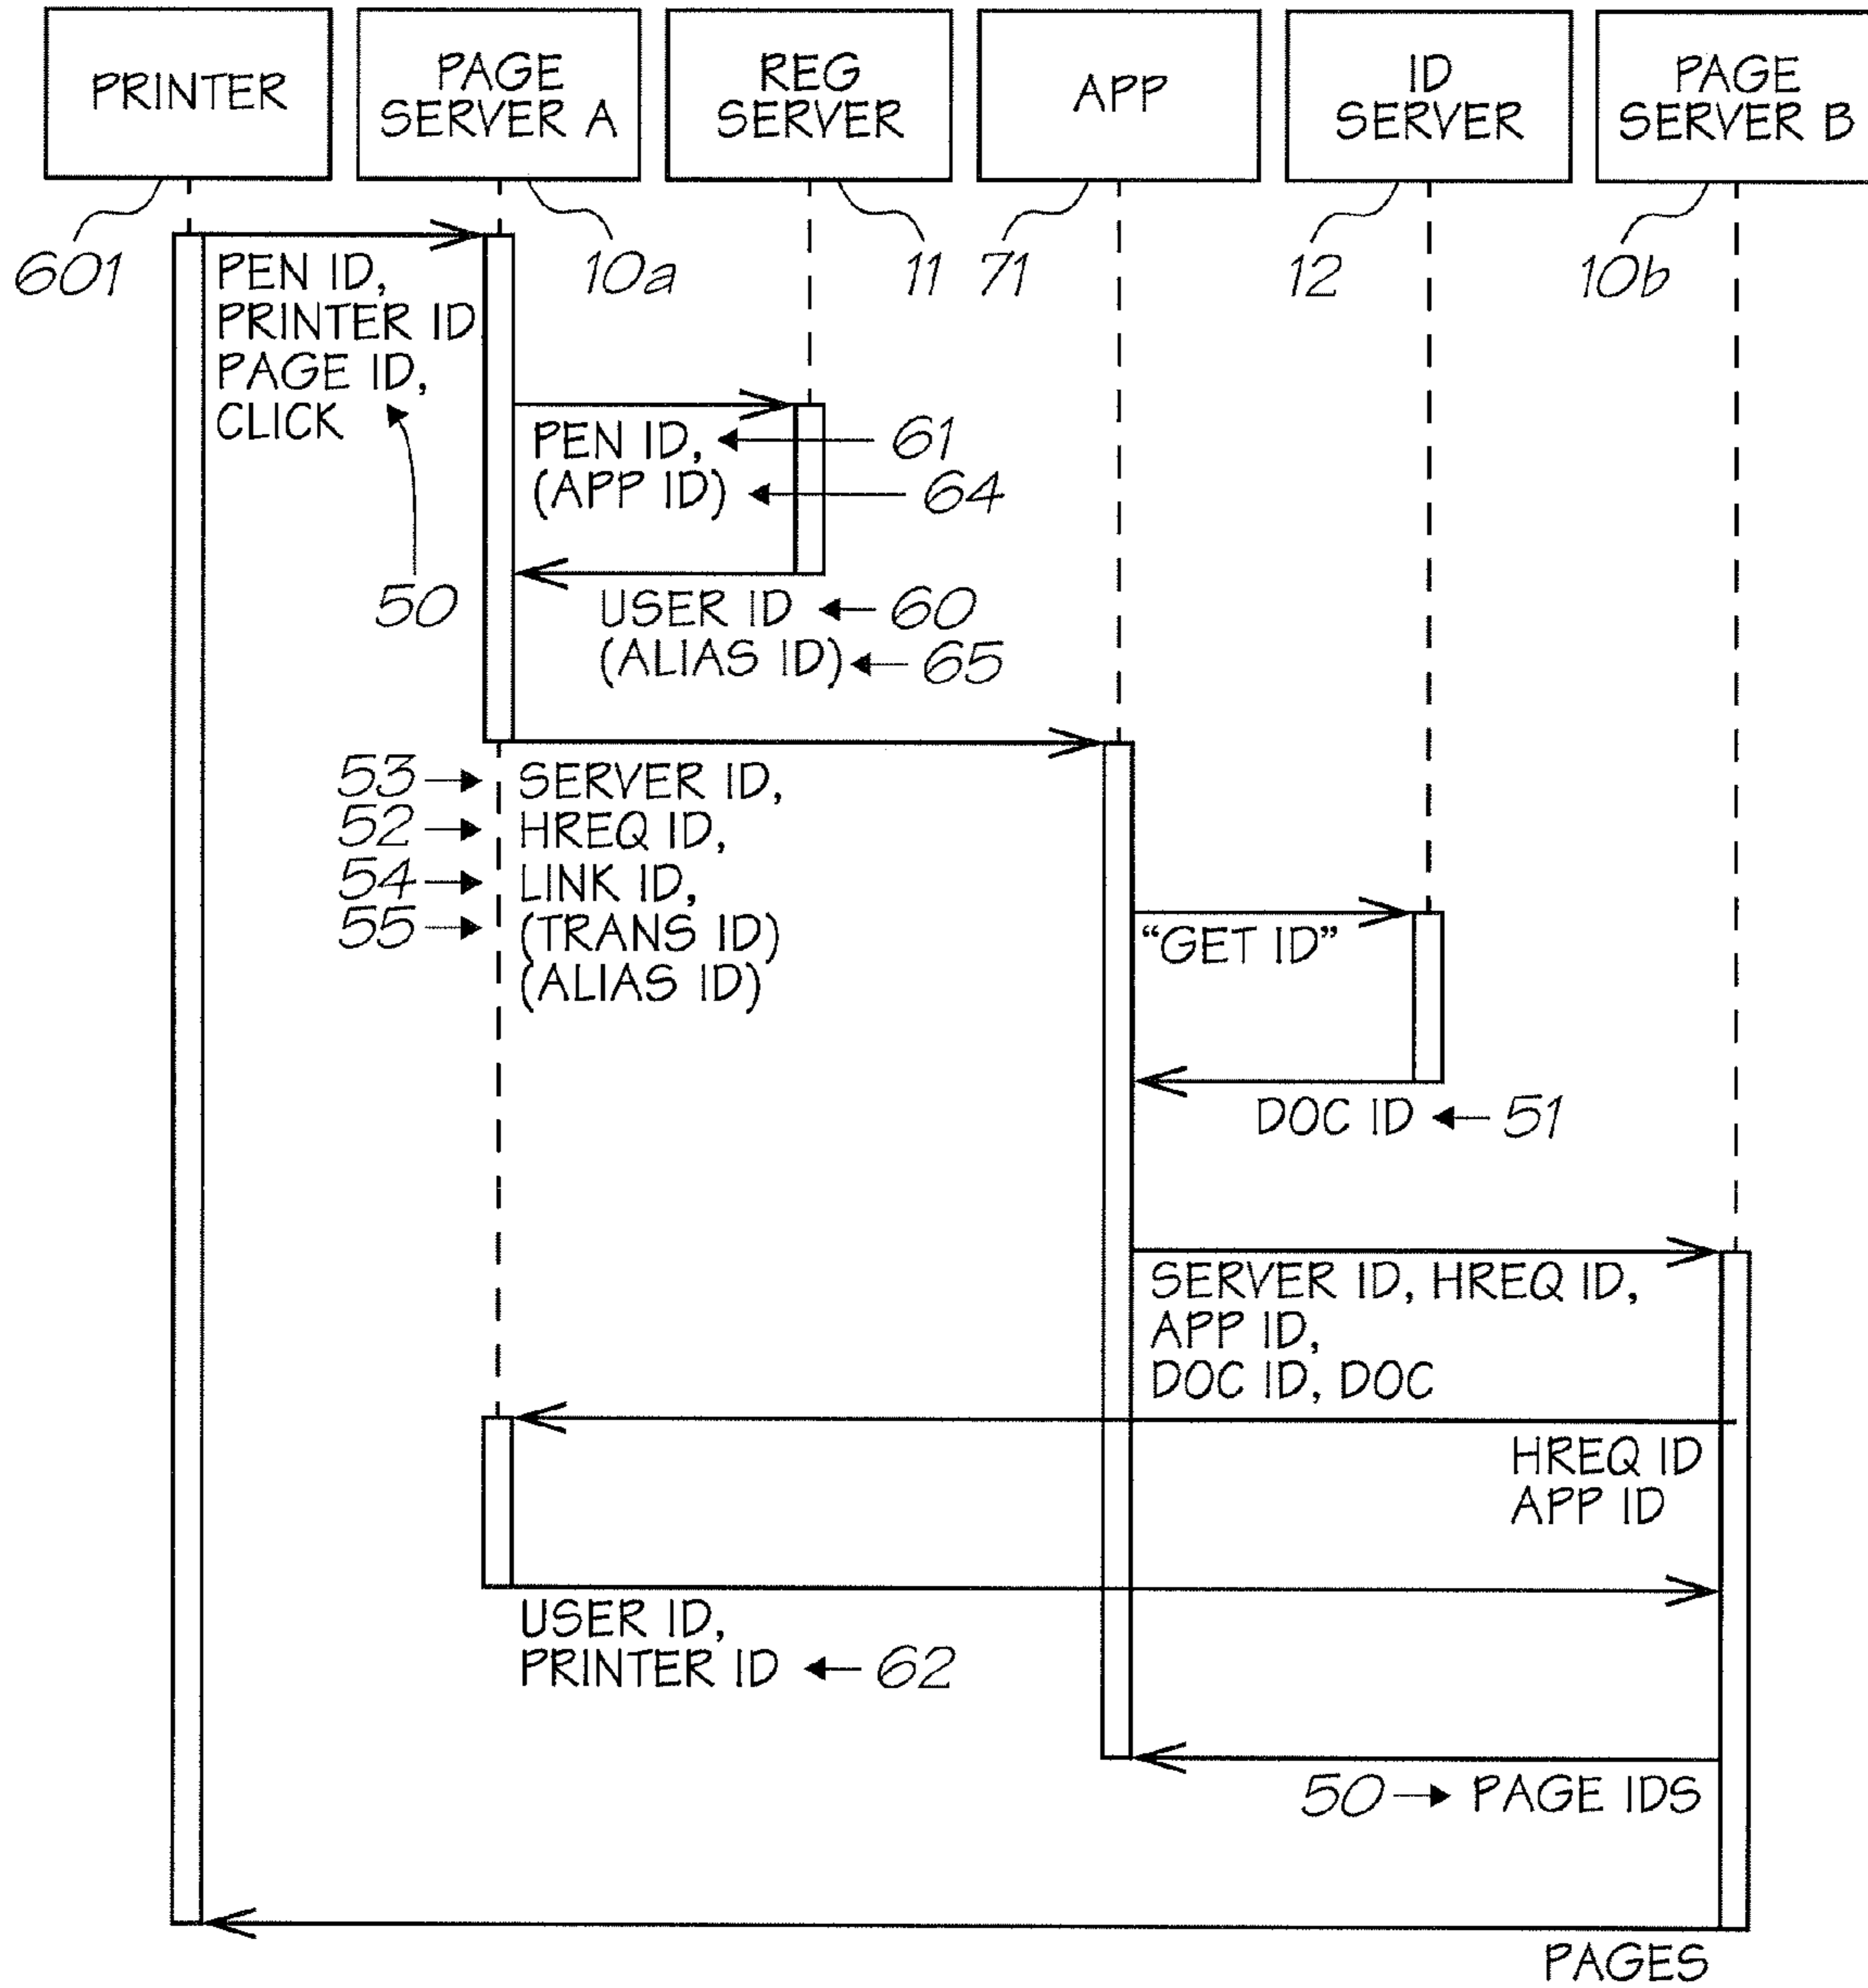 PRINTER
PAGE
SERVER A
REG
SERVER
APP
ID
SERVER
PAGE
SERVER B
601
10a
11
71
12
10b
PEN ID,
PRINTER ID
PAGE ID,
CLICK
50
PEN ID,
61
(APP ID)
64
USER ID
60
(ALIAS ID)
65
53
SERVER ID,
52
HREQ ID,
54
LINK ID,
55
(TRANS ID)
(ALIAS ID)
“GET ID”
DOC ID
51
SERVER ID, HREQ ID,
APP ID,
DOC ID, DOC
HREQ ID
APP ID
USER ID,
PRINTER ID
62
50
PAGE IDS
PAGES